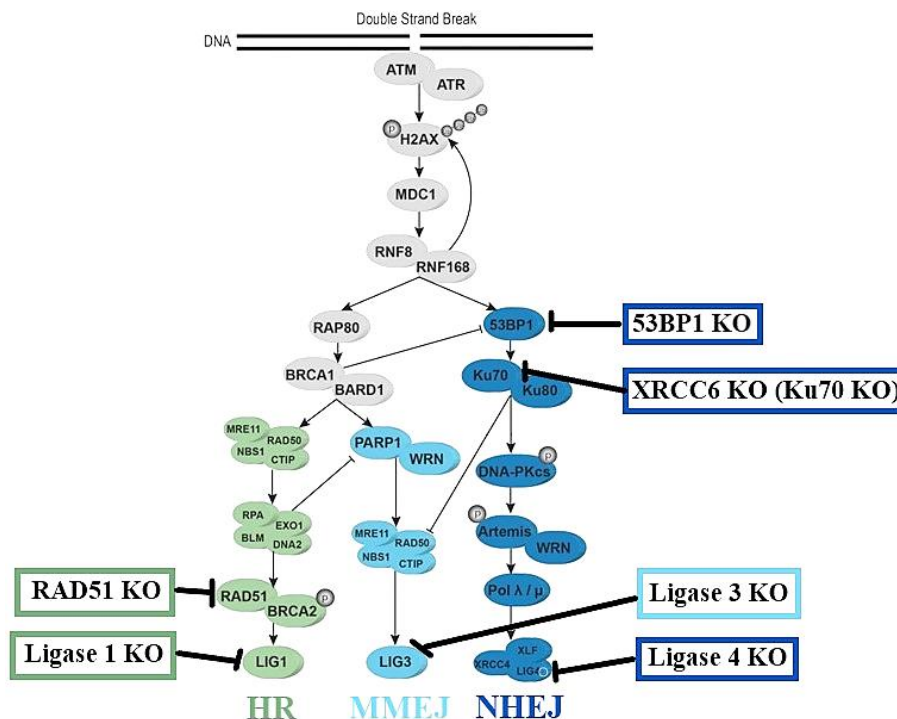 Double Strand Break
DNA
ATM
ATR
P
H2AX
MDC1
RNF8
RNF168
RAP80
53BP1
53BP1 KO
BRCA1
BARD1
Ku70
Ku80
XRCC6 KO (Ku70 KO)
MRE11
RAD50
NBS1
CTIP
PARP1
WRN
P
DNA-PKcs
RPA
EXO1
BLM
DNA2
MRE11
RAD50
NBS1
CTIP
P
Artemis
WRN
RAD51 KO
RAD51
BRCA2
P
Pol λ / μ
Ligase 3 KO
Ligase 1 KO
LIG1
LIG3
XLF
XRCC4
LIG4
Ligase 4 KO
HR
MMEJ
NHEJ